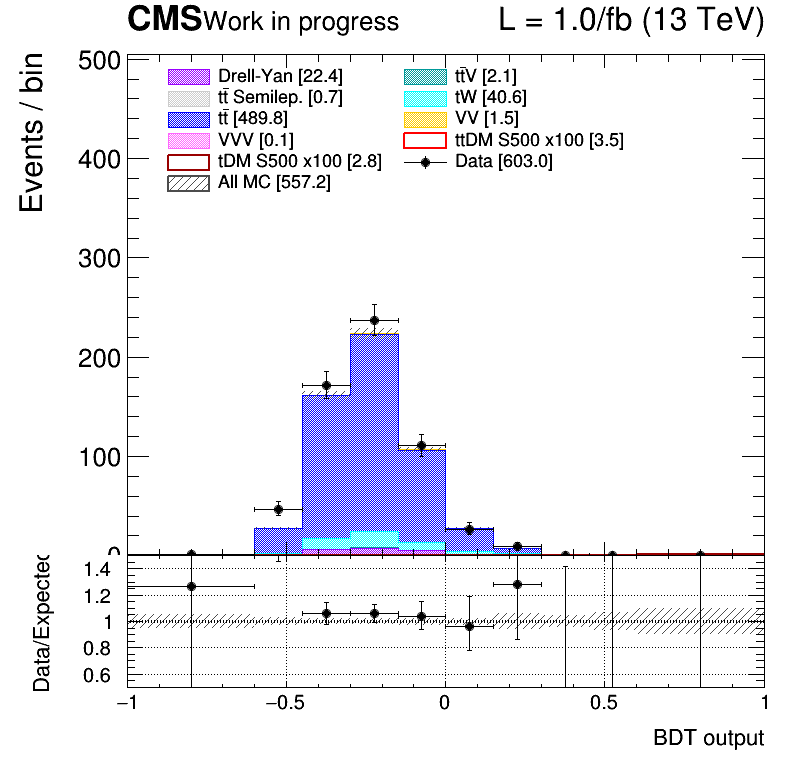 CMS Work in progress L = 1.0/fb (13 TeV)
Events / bin
500
400
300
200
100
0
Drell-Yan [22.4]
tt̄ Semilep. [0.7]
tt̄ [489.8]
VVV [0.1]
tDM S500 x100 [2.8]
All MC [557.2]
tt̄V [2.1]
tW [40.6]
VV [1.5]
ttDM S500 x100 [3.5]
Data [603.0]
Data/Expected
1.4
1.2
1
0.8
0.6
−1 −0.5 0 0.5 1
BDT output